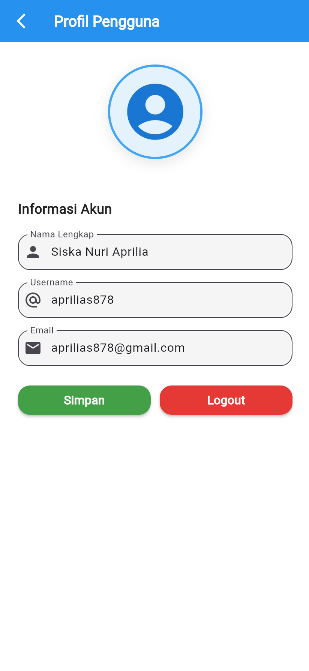 Profil Pengguna
Informasi Akun
Nama Lengkap
Siska Nuri Aprilia
Username
aprilias878
Email
aprilias878@gmail.com
Simpan
Logout